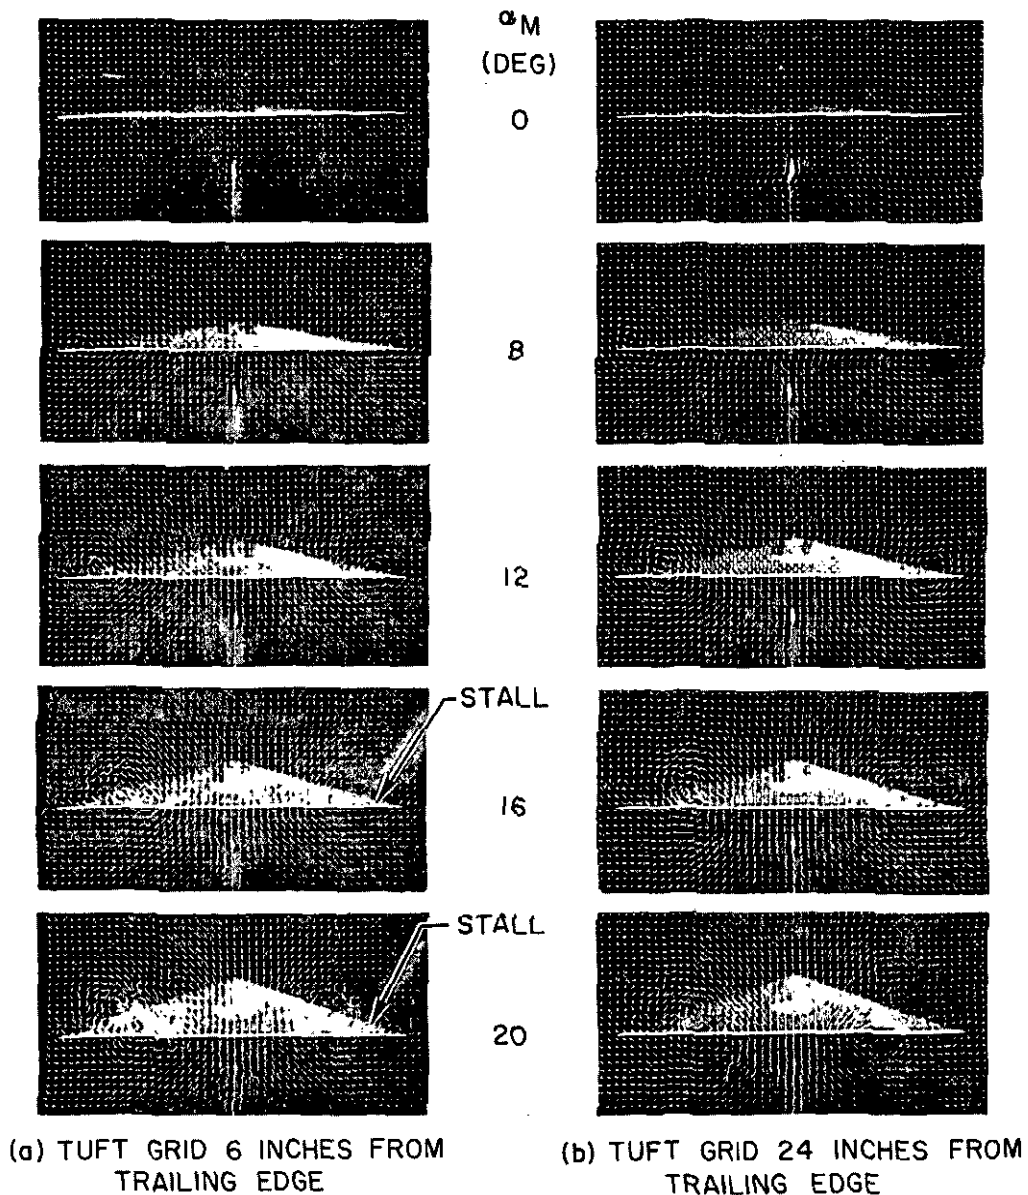 αM
(DEG)
0
8
12
STALL
16
STALL
20
(a) TUFT GRID 6 INCHES FROM
TRAILING EDGE
(b) TUFT GRID 24 INCHES FROM
TRAILING EDGE